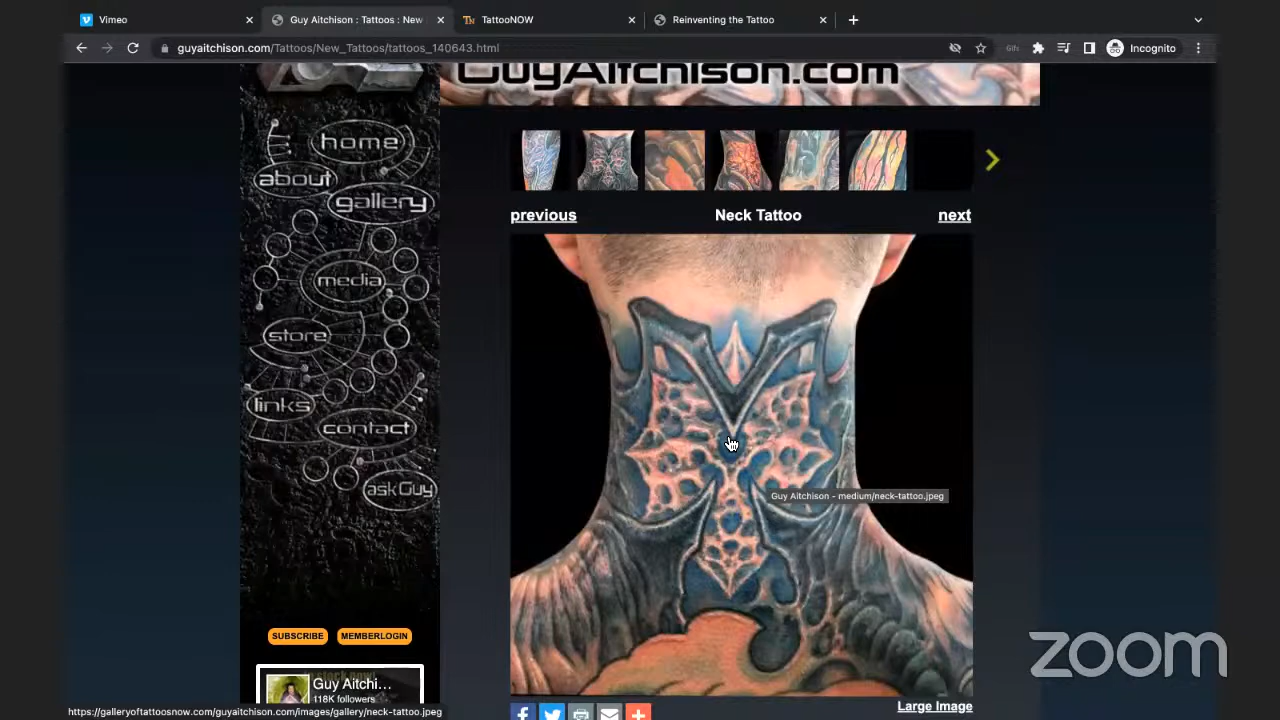 Vimeo
Guy Aitchison : Tattoos : New
TattooNOW
Reinventing the Tattoo
guyaitchison.com/Tattoos/New_Tattoos/tattoos_140643.html
Incognito
GuyAitchison.com
home
about
gallery
media
store
links
contact
askGuy
previous
Neck Tattoo
next
Guy Aitchison - medium/neck-tattoo.jpeg
SUBSCRIBE
MEMBERLOGIN
Guy Aitchi...
118K followers
Large Image
https://galleryoftattoosnow.com/guyaitchison.com/images/gallery/neck-tattoo.jpeg
zoom